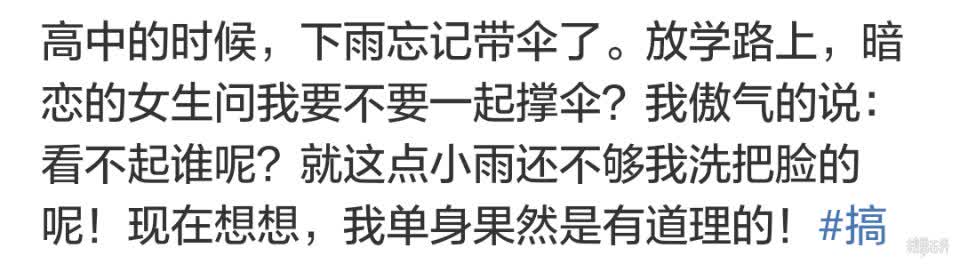 高中的时候，下雨忘记带伞了。放学路上，暗
恋的女生问我要不要一起撑伞？我傲气的说：
看不起谁呢？就这点小雨还不够我洗把脸的
呢！现在想想，我单身果然是有道理的！#搞